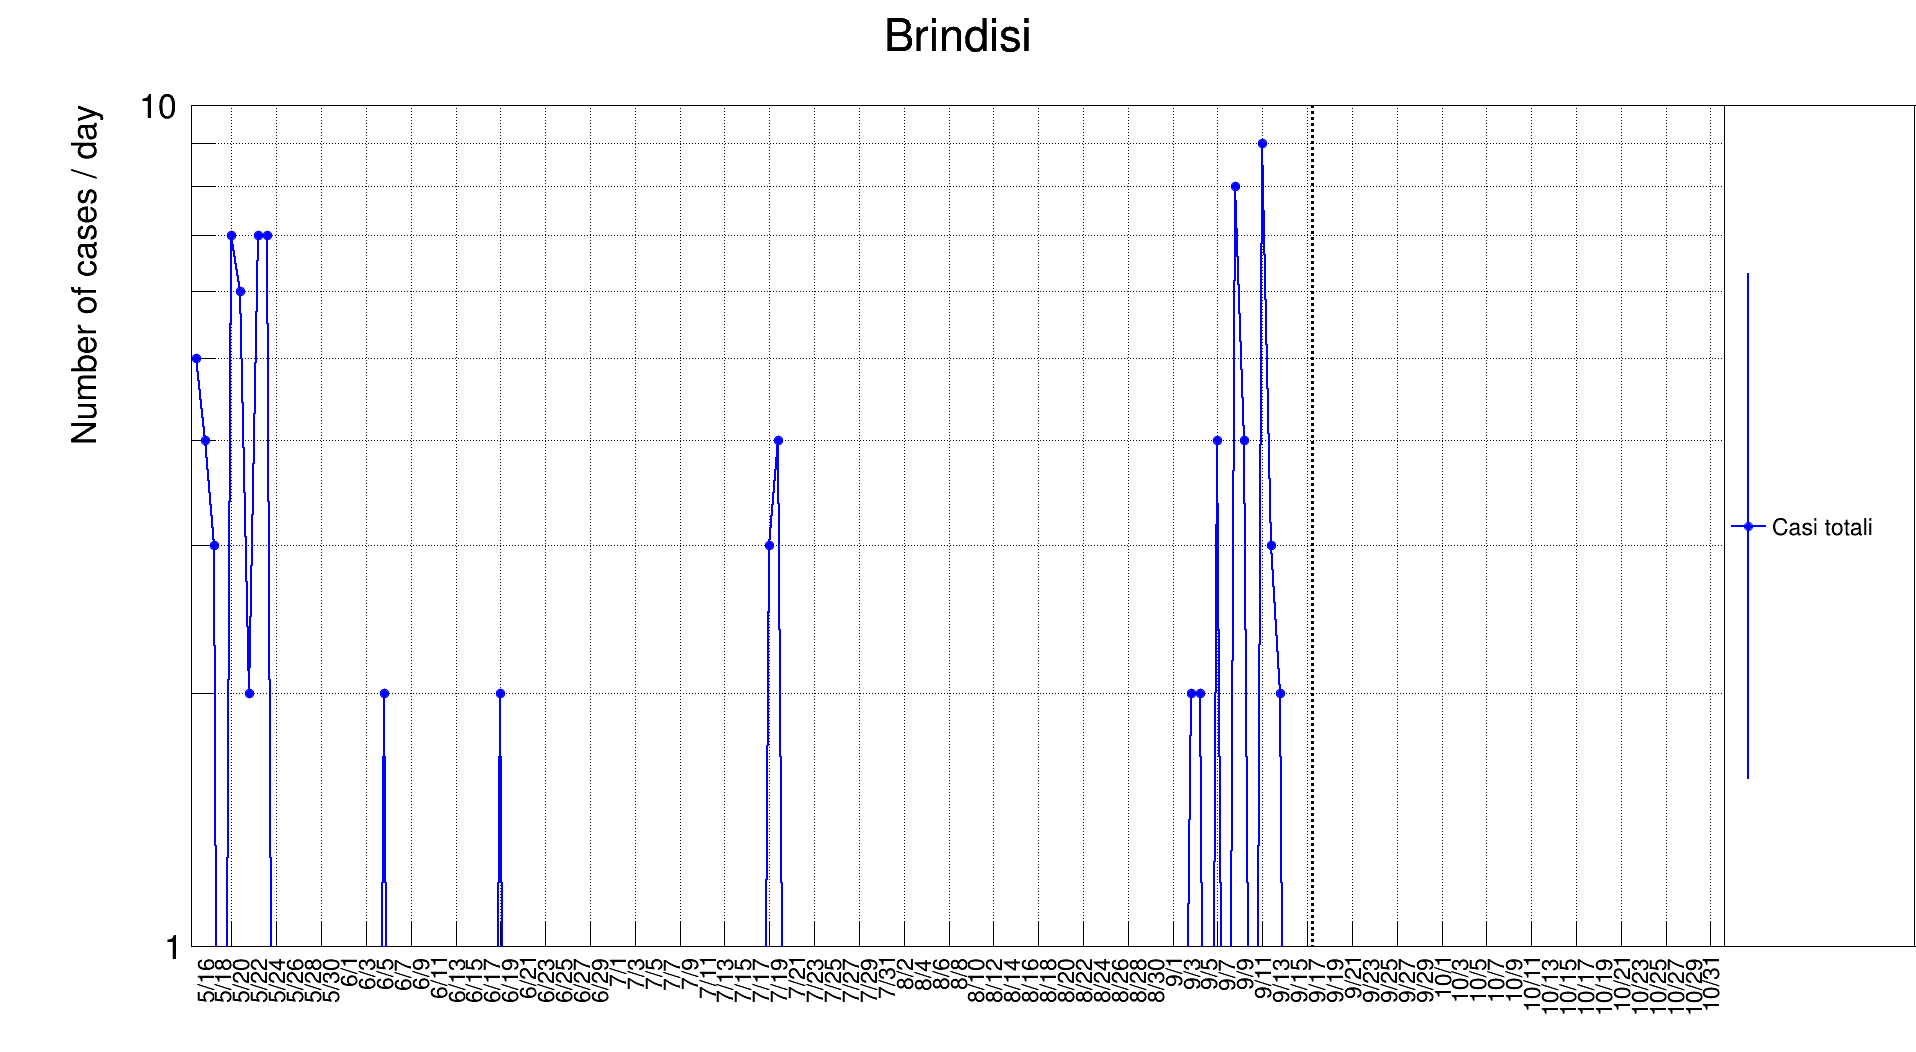 Brindisi
Number of cases / day
10
1
5/16 5/18 5/20 5/22 5/24 5/26 5/28 5/30 6/1 6/3 6/5 6/7 6/9 6/11 6/13 6/15 6/17 6/19 6/21 6/23 6/25 6/27 6/29 7/1 7/3 7/5 7/7 7/9 7/11 7/13 7/15 7/17 7/19 7/21 7/23 7/25 7/27 7/29 7/31 8/2 8/4 8/6 8/8 8/10 8/12 8/14 8/16 8/18 8/20 8/22 8/24 8/26 8/28 8/30 9/1 9/3 9/5 9/7 9/9 9/11 9/13 9/15 9/17 9/19 9/21 9/23 9/25 9/27 9/29 10/1 10/3 10/5 10/7 10/9 10/11 10/13 10/15 10/17 10/19 10/21 10/23 10/25 10/27 10/29 10/31
Casi totali